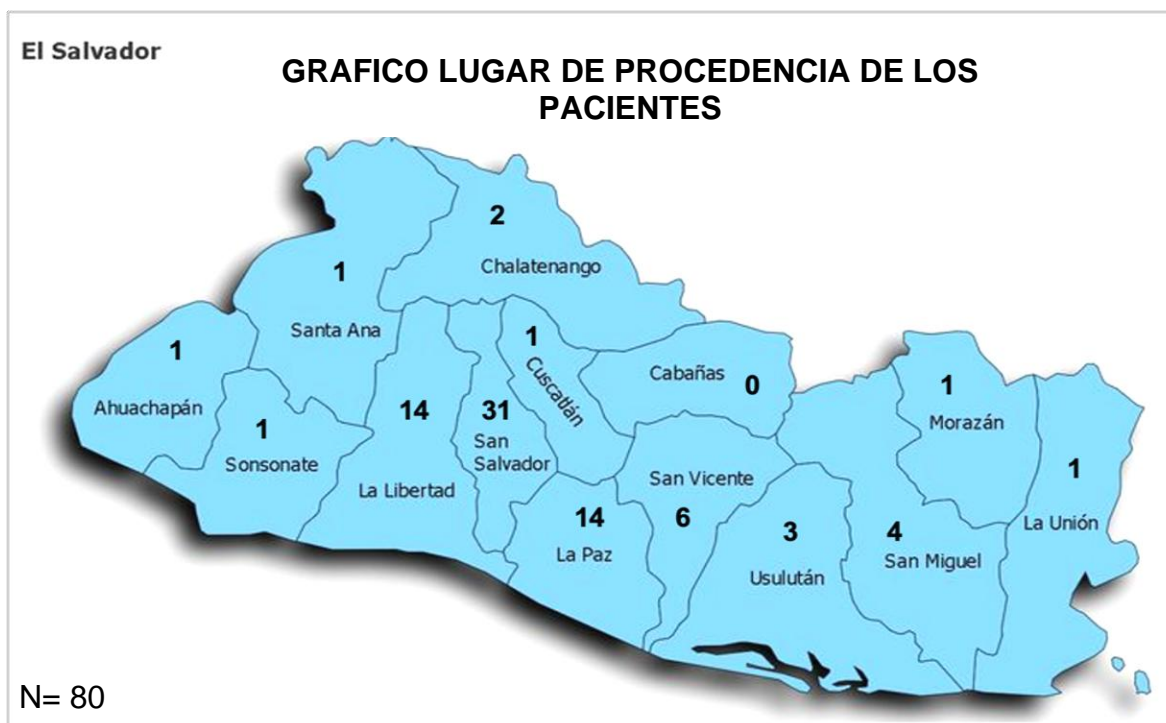 El Salvador
GRAFICO LUGAR DE PROCEDENCIA DE LOS
PACIENTES
2
Chalatenango
1
Santa Ana
1
Ahuachapán
1
Sonsonate
14
La Libertad
31
San
Salvador
1
Cuscatlán
Cabañas
0
San Vicente
6
14
La Paz
3
Usulután
4
San Miguel
1
Morazán
1
La Unión
N= 80